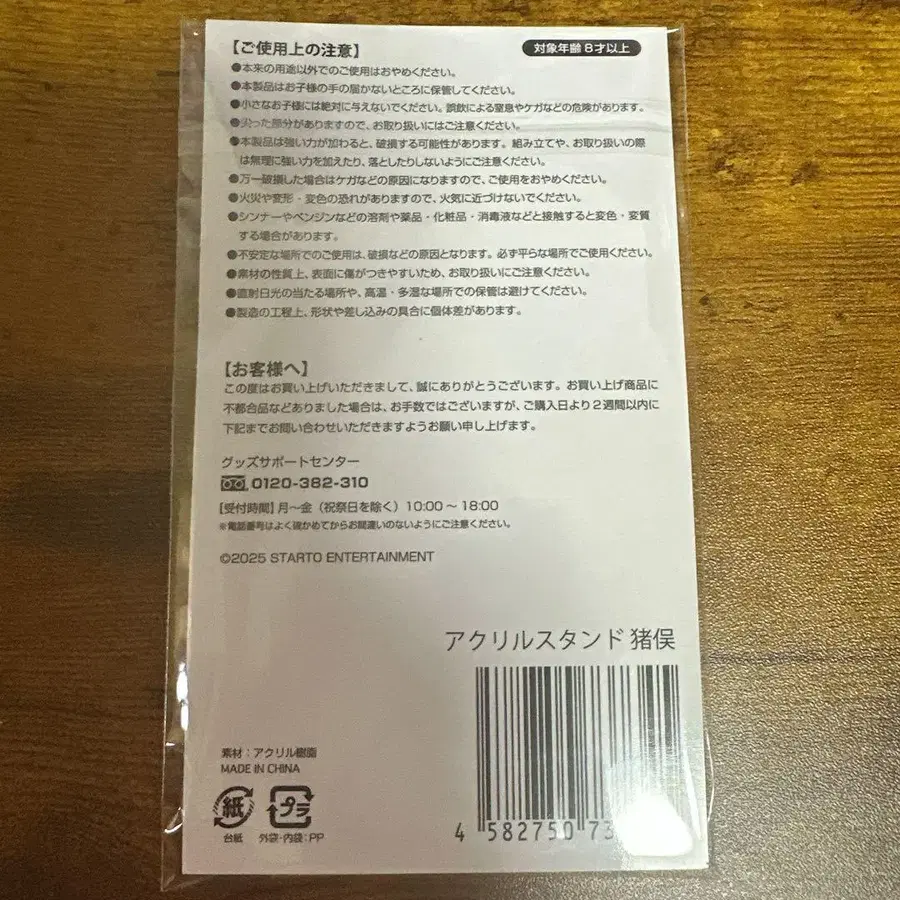 【ご使用上の注意】
対象年齢8才以上
●本来の用途以外でのご使用はおやめください。
●本製品はお子様の手の届かないところに保管してください。
●小さなお子様には絶対に与えないでください。誤飲による窒息やケガなどの危険があります。
●尖った部分がありますので、お取り扱いにはご注意ください。
●本製品は強い力が加わると、破損する可能性があります。組み立てや、お取り扱いの際
は無理に強い力を加えたり、落としたりしないようにご注意ください。
●万一破損した場合はケガなどの原因になりますので、ご使用をおやめください。
●火災や変形・変色の恐れがありますので、火気に近づけないでください。
●シンナーやベンジンなどの溶剤や薬品・化粧品・消毒液などと接触すると変色・変質
する場合があります。
●不安定な場所でのご使用は、破損などの原因となります。必ず平らな場所でご使用ください。
●素材の性質上、表面に傷がつきやすいため、お取り扱いにご注意ください。
●直射日光の当たる場所や、高温・多湿な場所での保管は避けてください。
●製造の工程上、形状や差し込みの具合に個体差があります。
【お客様へ】
この度はお買い上げいただきまして、誠にありがとうございます。お買い上げ商品に
不都合品などありました場合は、お手数ではございますが、ご購入日より2週間以内に
下記までお問い合わせいただきますようお願い申し上げます。
グッズサポートセンター
0120-382-310
【受付時間】月〜金（祝祭日を除く）10:00〜18:00
※電話番号はよく確かめてからお間違いのないようにご注意ください。
©2025 STARTO ENTERTAINMENT
アクリルスタンド 猪俣
素材：アクリル樹脂
MADE IN CHINA
紙
プラ
台紙
外袋・内袋：PP
4 582750 73